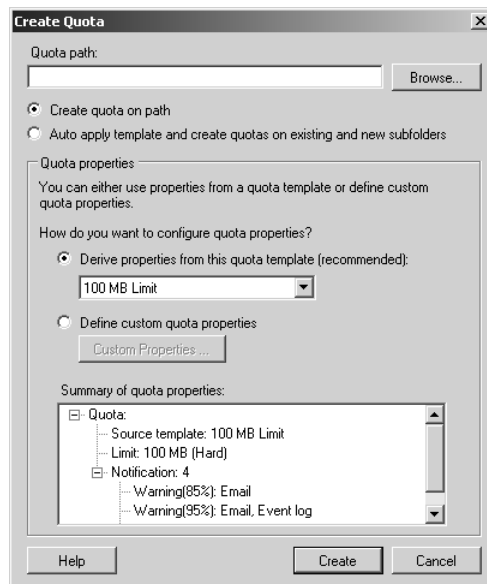 Create Quota
Quota path:
Browse...
Create quota on path
Auto apply template and create quotas on existing and new subfolders
Quota properties
You can either use properties from a quota template or define custom
quota properties.
How do you want to configure quota properties?
Derive properties from this quota template (recommended):
100 MB Limit
Define custom quota properties
Custom Properties ...
Summary of quota properties:
Quota:
Source template: 100 MB Limit
Limit: 100 MB (Hard)
Notification: 4
Warning(85%): Email
Warning(95%): Email, Event log
Help
Create
Cancel